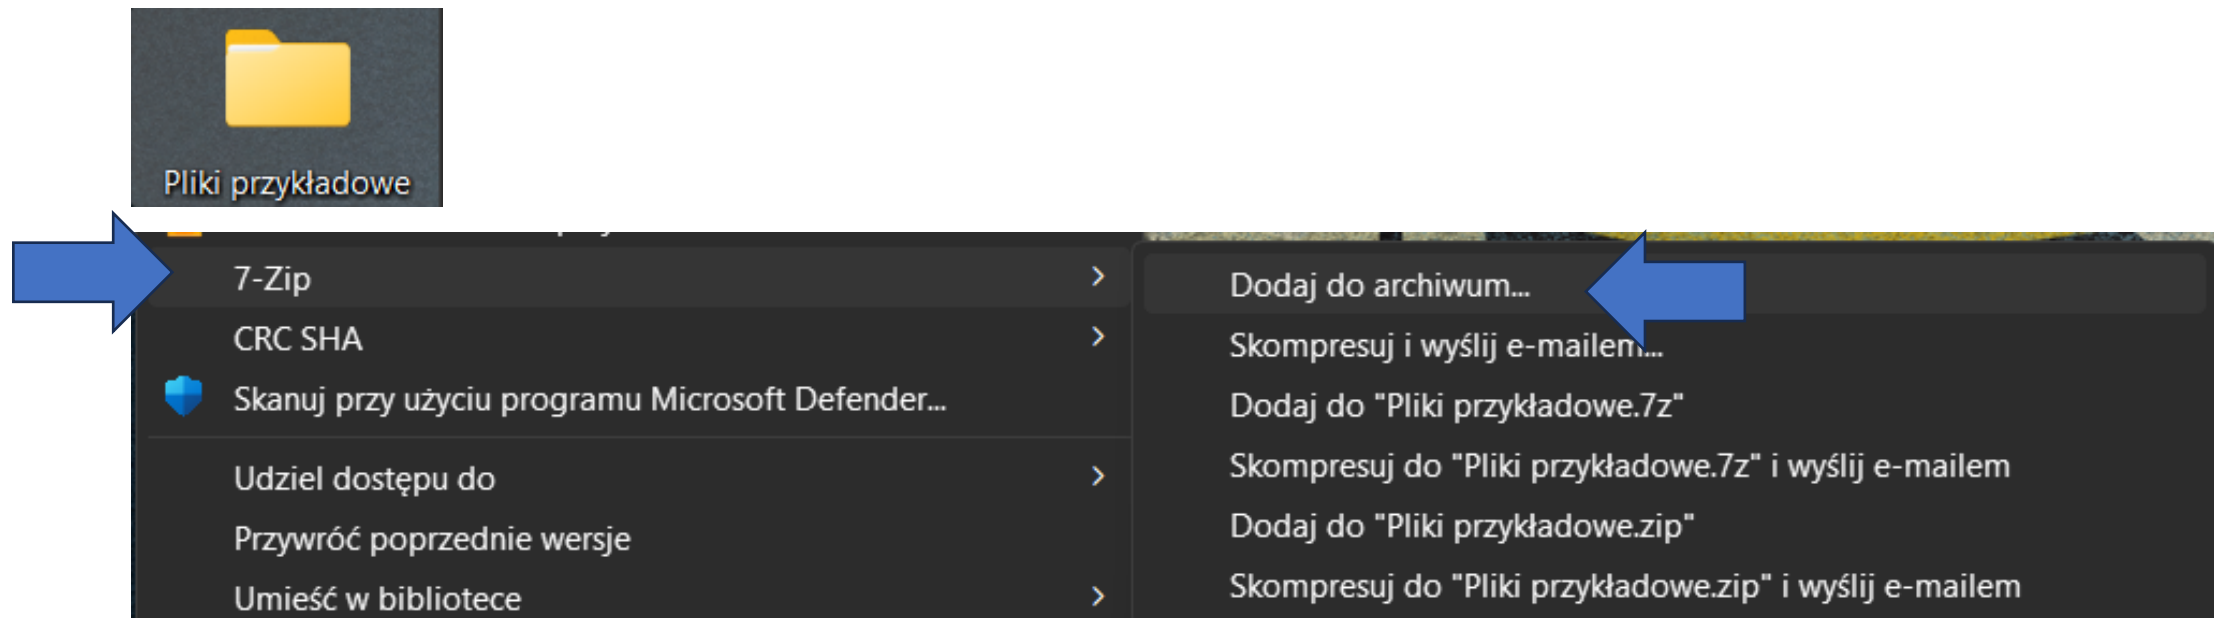 Pliki przykładowe
7-Zip
CRC SHA
Skanuj przy użyciu programu Microsoft Defender...
Udziel dostępu do
Przywróć poprzednie wersje
Umieść w bibliotece
Dodaj do archiwum...
Skompresuj i wyślij e-mailem...
Dodaj do "Pliki przykładowe.7z"
Skompresuj do "Pliki przykładowe.7z" i wyślij e-mailem
Dodaj do "Pliki przykładowe.zip"
Skompresuj do "Pliki przykładowe.zip" i wyślij e-mailem